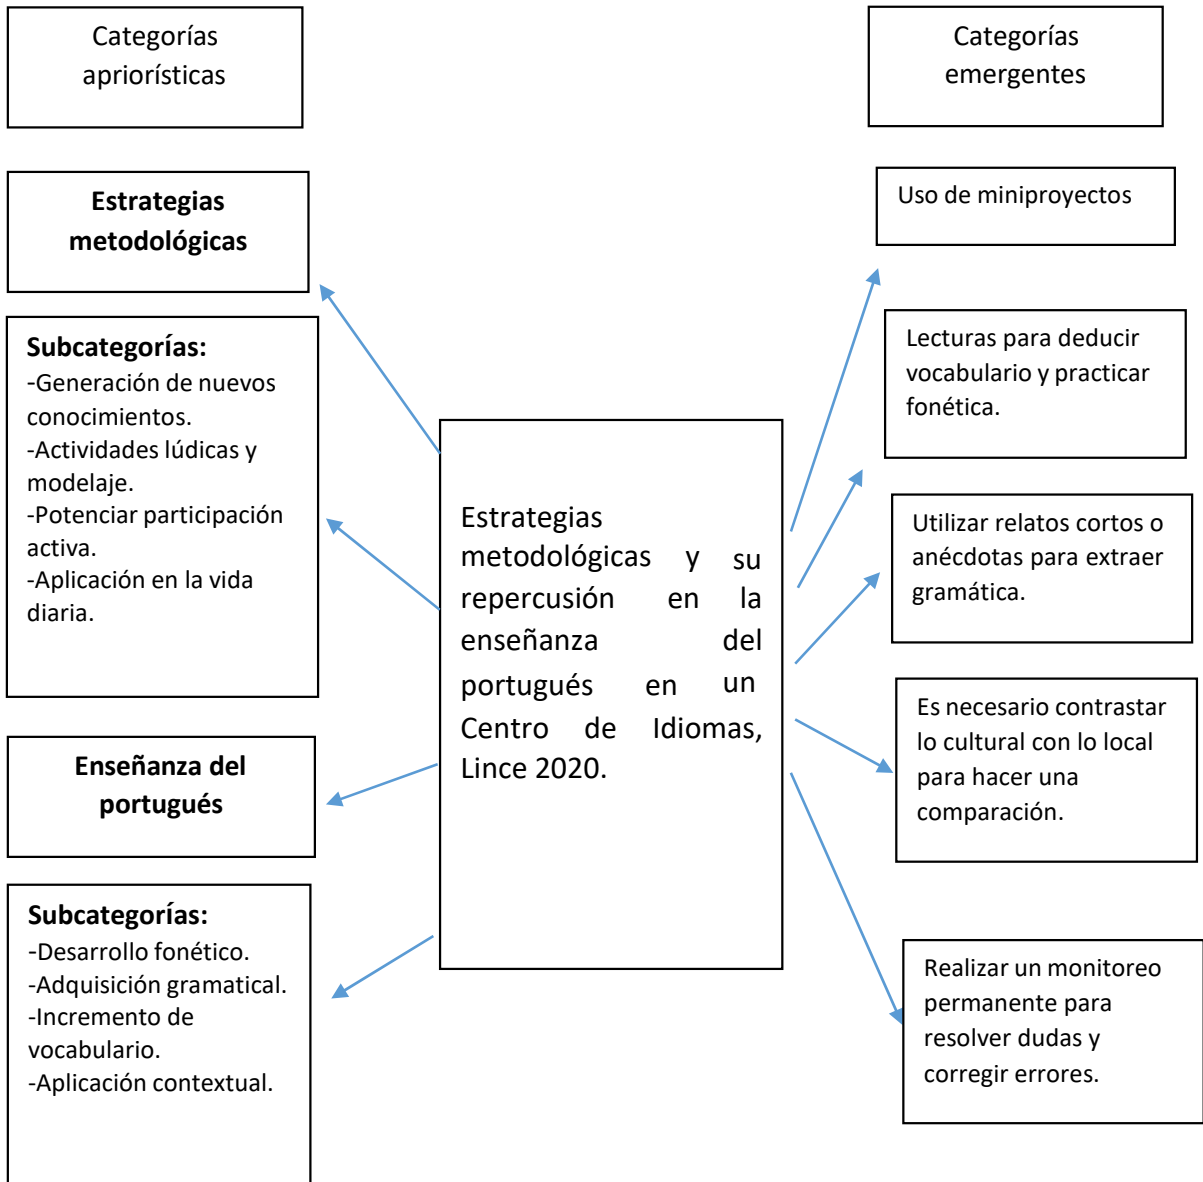 Categorías
apriorísticas
Estrategias
metodológicas
Subcategorías:
-Generación de nuevos
conocimientos.
-Actividades lúdicas y
modelaje.
-Potenciar participación
activa.
-Aplicación en la vida
diaria.
Enseñanza del
portugués
Subcategorías:
-Desarrollo fonético.
-Adquisición gramatical.
-Incremento de
vocabulario.
-Aplicación contextual.
Estrategias
metodológicas y su
repercusión en la
enseñanza del
portugués en un
Centro de Idiomas,
Lince 2020.
Categorías
emergentes
Uso de miniproyectos
Lecturas para deducir
vocabulario y practicar
fonética.
Utilizar relatos cortos o
anécdotas para extraer
gramática.
Es necesario contrastar
lo cultural con lo local
para hacer una
comparación.
Realizar un monitoreo
permanente para
resolver dudas y
corregir errores.